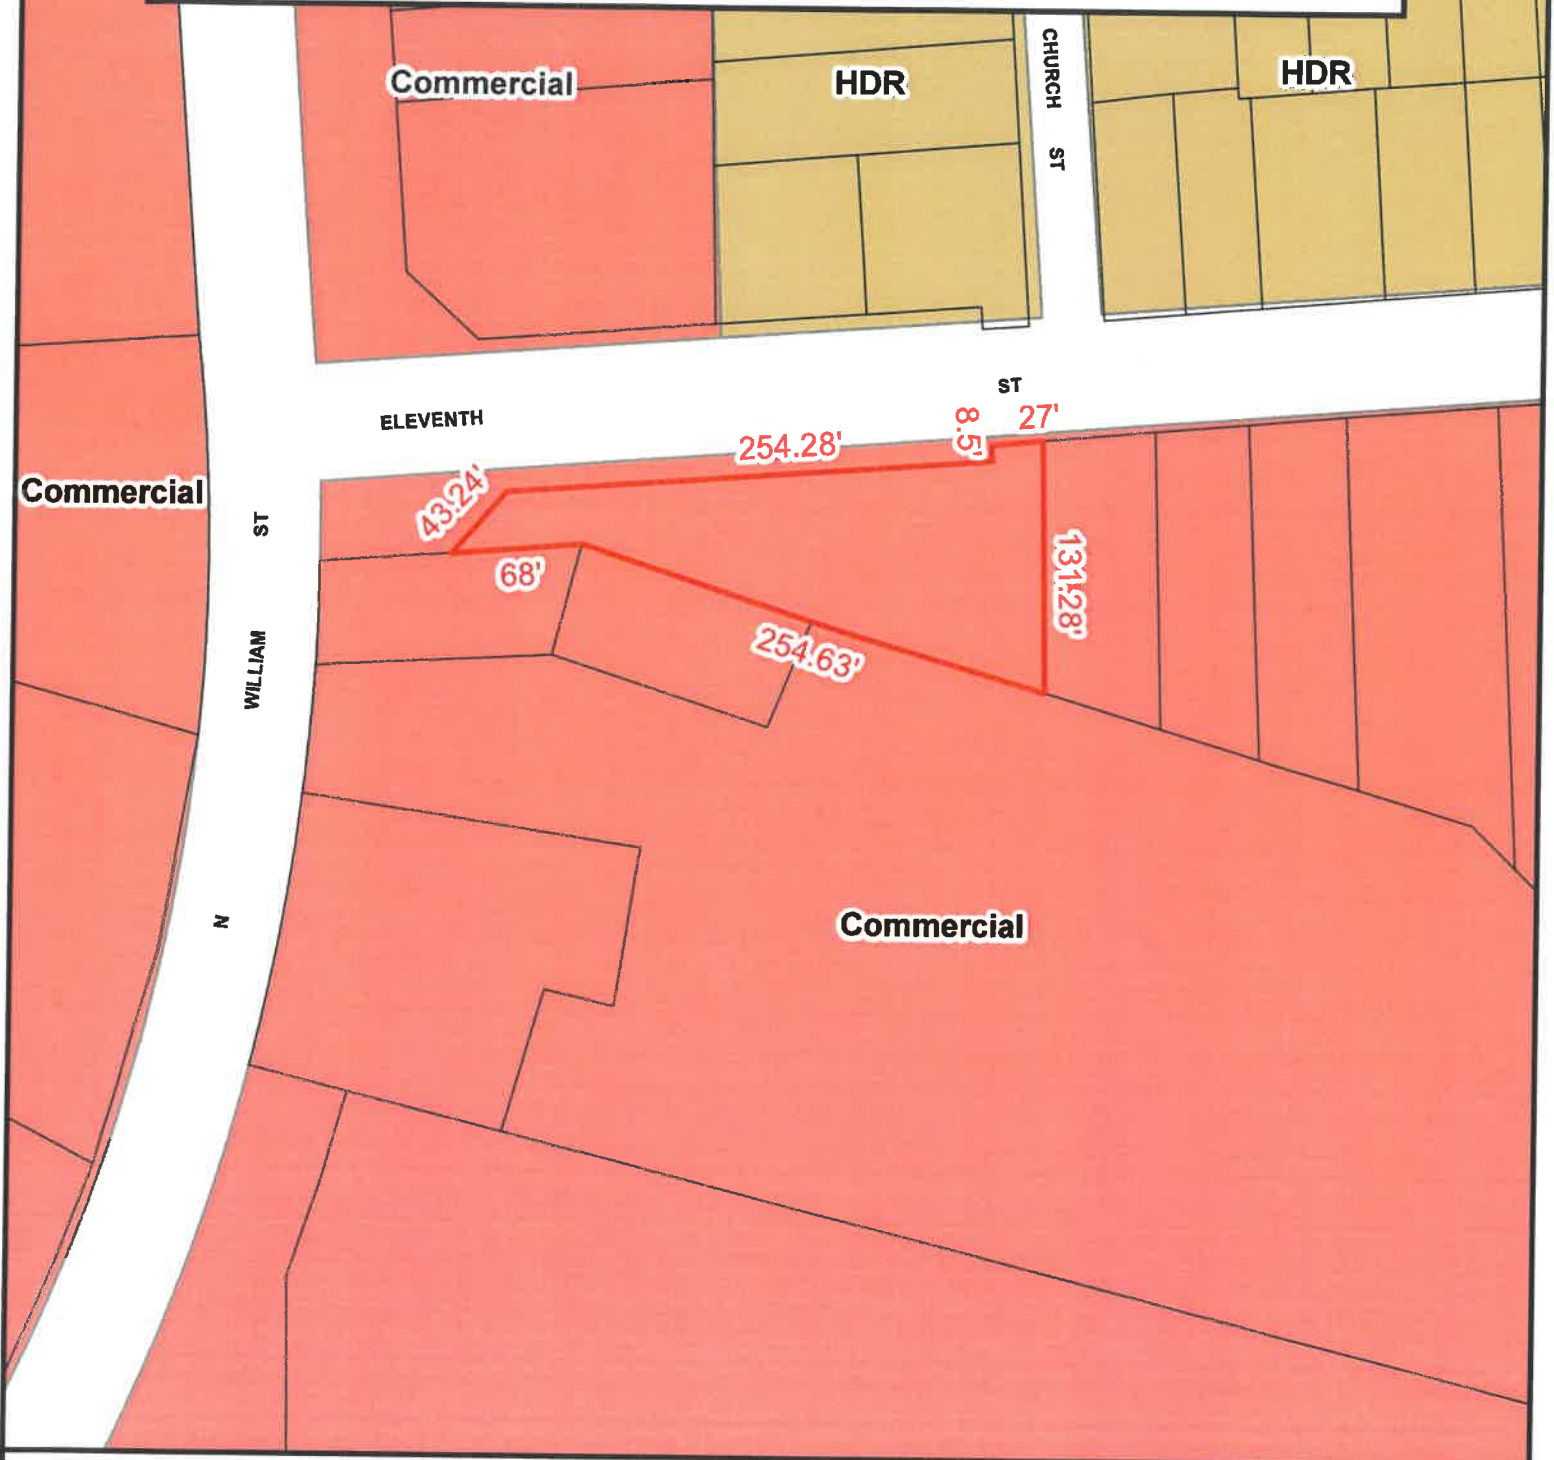 Commercial
HDR
HDR
CHURCH ST
ELEVENTH ST
254.28'
8.5'
27'
43.24'
68'
254.63'
131.28'
Commercial
N WILLIAM ST
Commercial